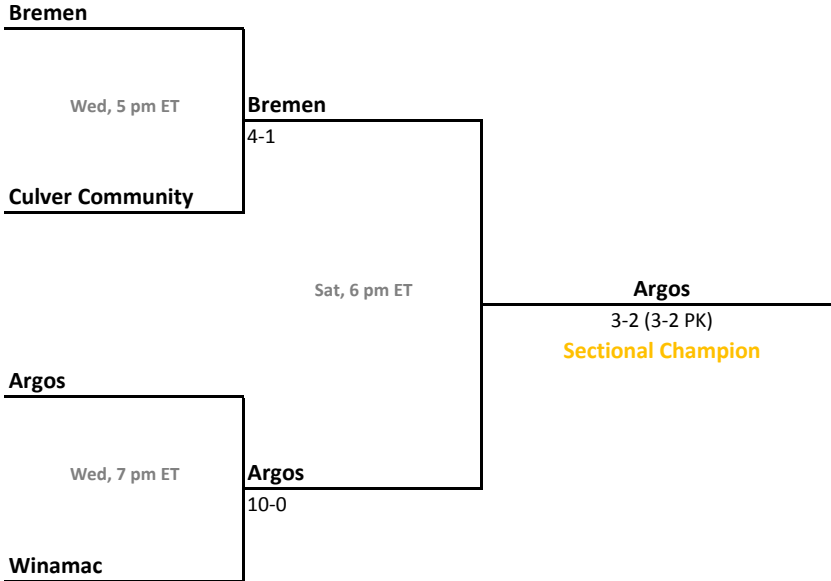 Bremen
Wed, 5 pm ET
Bremen
4-1
Culver Community
Sat, 6 pm ET
Argos
3-2 (3-2 PK)
Sectional Champion
Argos
Wed, 7 pm ET
Argos
10-0
Winamac